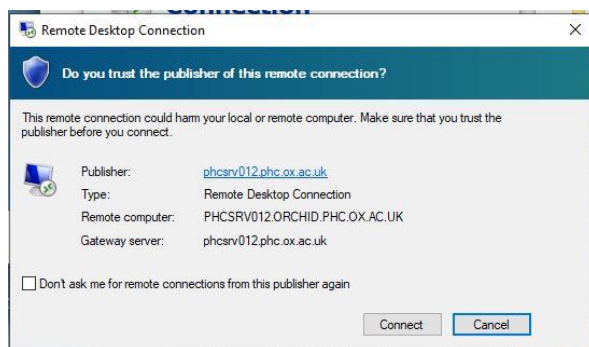 Connection
Remote Desktop Connection
Do you trust the publisher of this remote connection?
This remote connection could harm your local or remote computer. Make sure that you trust the
publisher before you connect.
Publisher: phcsrv012.phc.ox.ac.uk
Type: Remote Desktop Connection
Remote computer: PHCSRV012.ORCHID.PHC.OX.AC.UK
Gateway server: phcsrv012.phc.ox.ac.uk
Don't ask me for remote connections from this publisher again
Connect Cancel